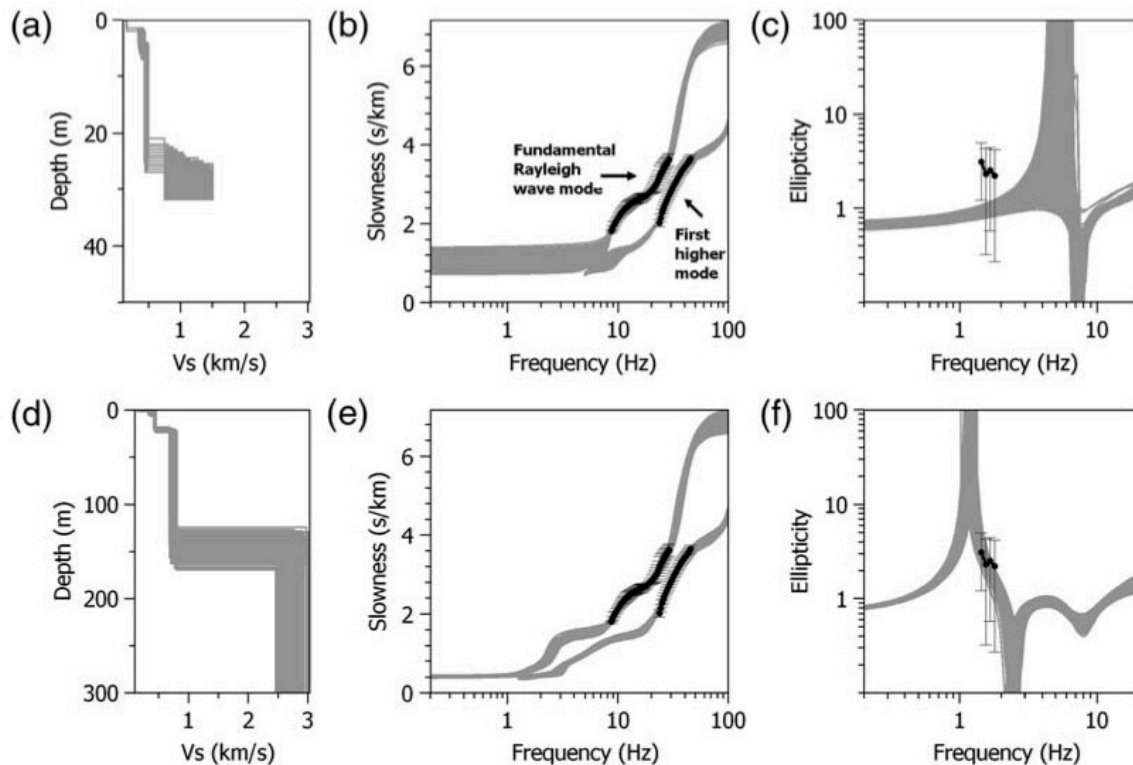 (a)
0
20
40
Depth (m)
1 2 3
Vs (km/s)
(b)
6
4
2
0
Slowness (s/km)
Fundamental
Rayleigh
wave mode
First
higher
mode
1 10 100
Frequency (Hz)
(c)
100
10
1
Ellipticity
1 10
Frequency (Hz)
(d)
0
100
200
300
Depth (m)
1 2 3
Vs (km/s)
(e)
6
4
2
0
Slowness (s/km)
1 10 100
Frequency (Hz)
(f)
100
10
1
Ellipticity
1 10
Frequency (Hz)